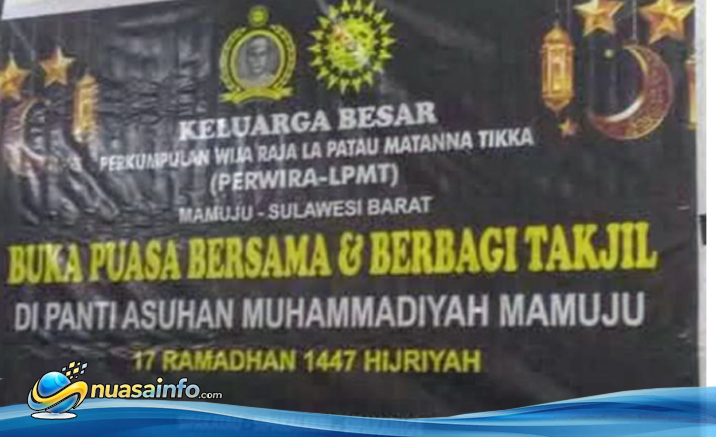 KELUARGA BESAR
PERKUMPULAN WIJA RAJA LA PATAU MATANNA TIKKA
(PERWIRA-LPMT)
MAMUJU - SULAWESI BARAT
BUKA PUASA BERSAMA & BERBAGI TAKJIL
DI PANTI ASUHAN MUHAMMADIYAH MAMUJU
17 RAMADHAN 1447 HIJRIYAH
nuasainfo.com